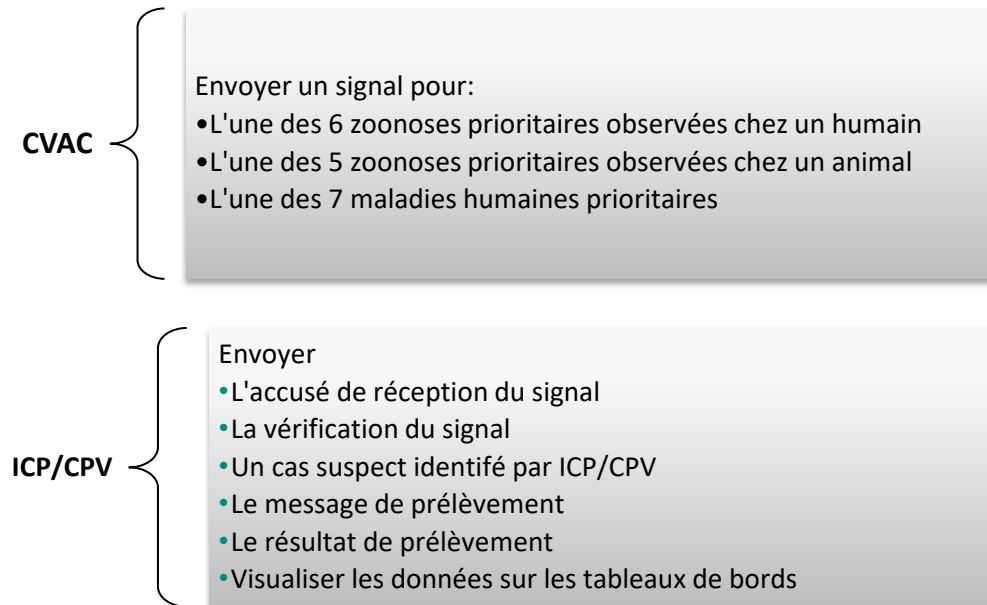 CVAC
Envoyer un signal pour:
•L'une des 6 zoonoses prioritaires observées chez un humain
•L'une des 5 zoonoses prioritaires observées chez un animal
•L'une des 7 maladies humaines prioritaires
ICP/CPV
Envoyer
•L'accusé de réception du signal
•La vérification du signal
•Un cas suspect identifé par ICP/CPV
•Le message de prélèvement
•Le résultat de prélèvement
•Visualiser les données sur les tableaux de bords